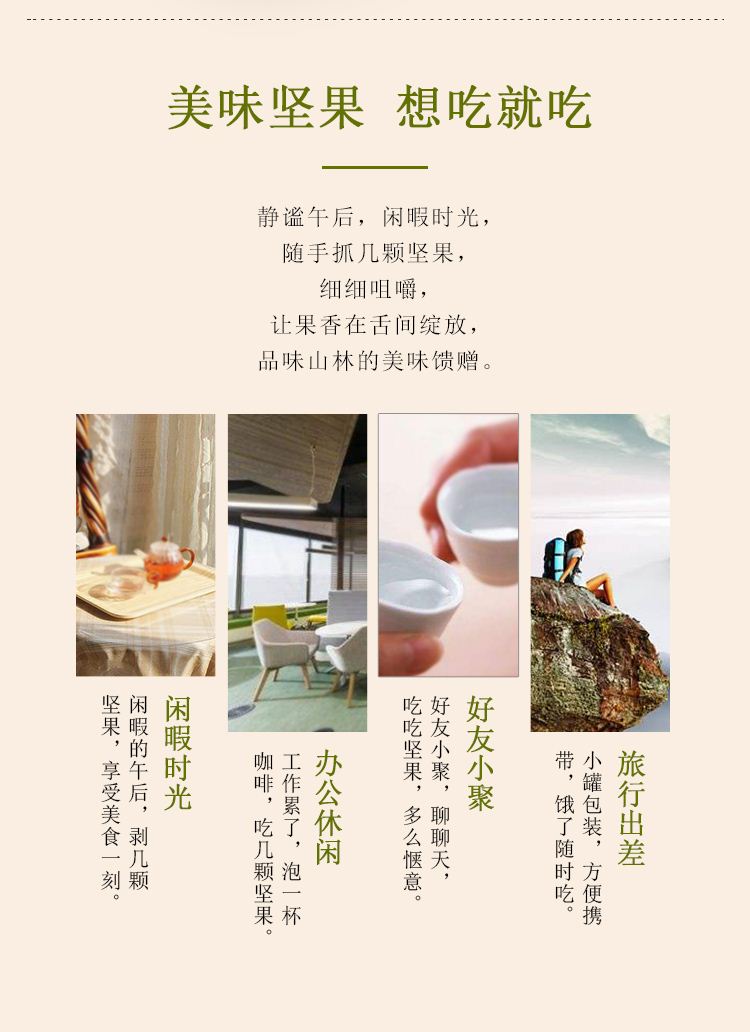 美味坚果 想吃就吃
静谧午后，闲暇时光，
随手抓几颗坚果，
细细咀嚼，
让果香在舌间绽放，
品味山林的美味馈赠。
闲暇时光
闲暇的午后，剥几颗
坚果，享受美食一刻。
办公休闲
工作累了，泡一杯
咖啡，吃几颗坚果。
好友小聚
好友小聚，聊聊天，
吃吃坚果，多么惬意。
旅行出差
小罐包装，方便携
带，饿了随时吃。